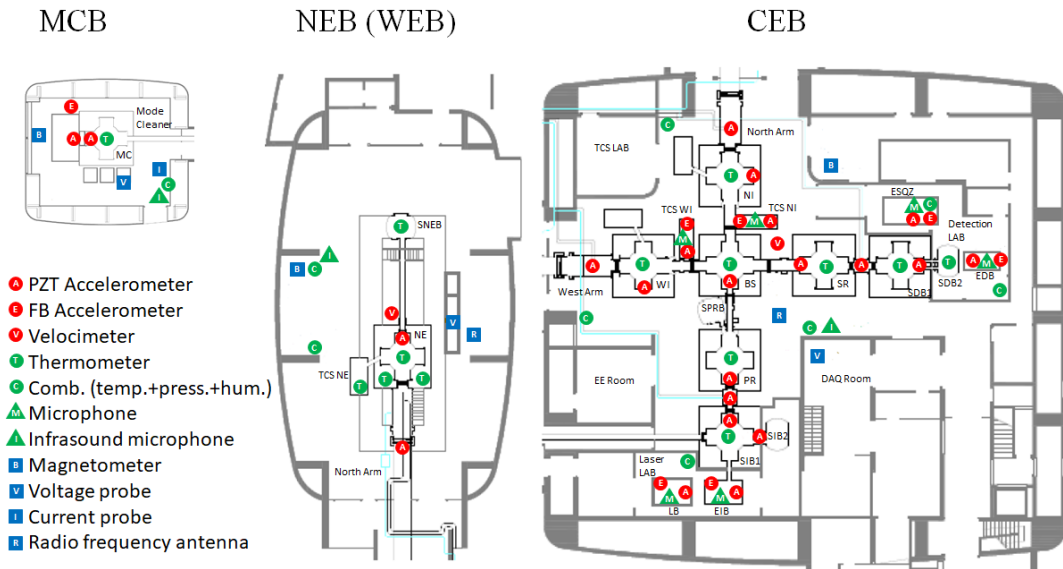 MCB
NEB (WEB)
CEB
E
B
A
A
T
Mode
Cleaner
MC
V
I
C
I
A PZT Accelerometer
E FB Accelerometer
V Velocimeter
T Thermometer
C Comb. (temp.+press.+hum.)
M Microphone
I Infrasound microphone
B Magnetometer
V Voltage probe
I Current probe
R Radio frequency antenna
T
SNEB
B
C
I
V
V
R
A
NE
C
T
TCS NE
T
T
T
A
North Arm
C
A
North Arm
TCS LAB
B
T
A
NI
ESQZ
M
C
A
E
TCS WI
E
M
A
TCS NI
E
M
A
V
Detection
LAB
A
West Arm
T
A
WI
T
BS
A
A
T
SR
A
T
A
SDB1
T
SDB2
A
M
E
EDB
C
C
SPRB
R
C
I
V
EE Room
T
PR
A
A
DAQ Room
A
T
A
SIB2
SIB1
Laser
LAB
C
E
M
A
LB
E
M
A
EIB